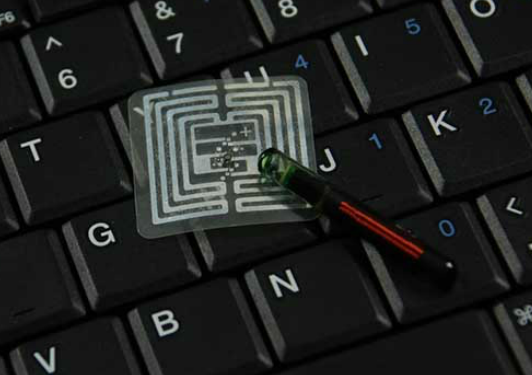 F6 & 8 O
^ 7 I 5
6 U 4 K 2
T J 1 <
G 0 ⌘
B N
V